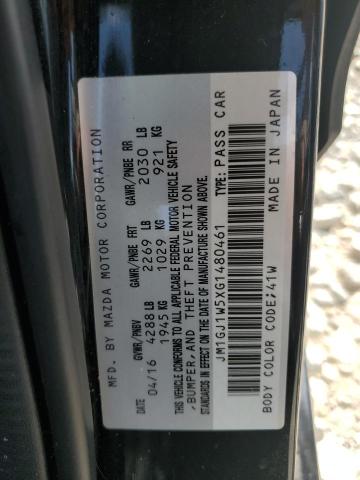 MFD. BY MAZDA MOTOR CORPORATION
GVWR/PNBV GAWR/PNBE FRT GAWR/PNBE RR
04/16 4288 LB 2269 LB 2030 LB
1945 KG 1029 KG 921 KG
THIS VEHICLE CONFORMS TO ALL APPLICABLE FEDERAL MOTOR VEHICLE SAFETY
,BUMPER,AND THEFT PREVENTION
STANDARDS IN EFFECT ON THE DATE OF MANUFACTURE SHOWN ABOVE.
JM1GJ1W5XG1480461 TYPE: PASS CAR
BODY COLOR CODE;41W MADE IN JAPAN